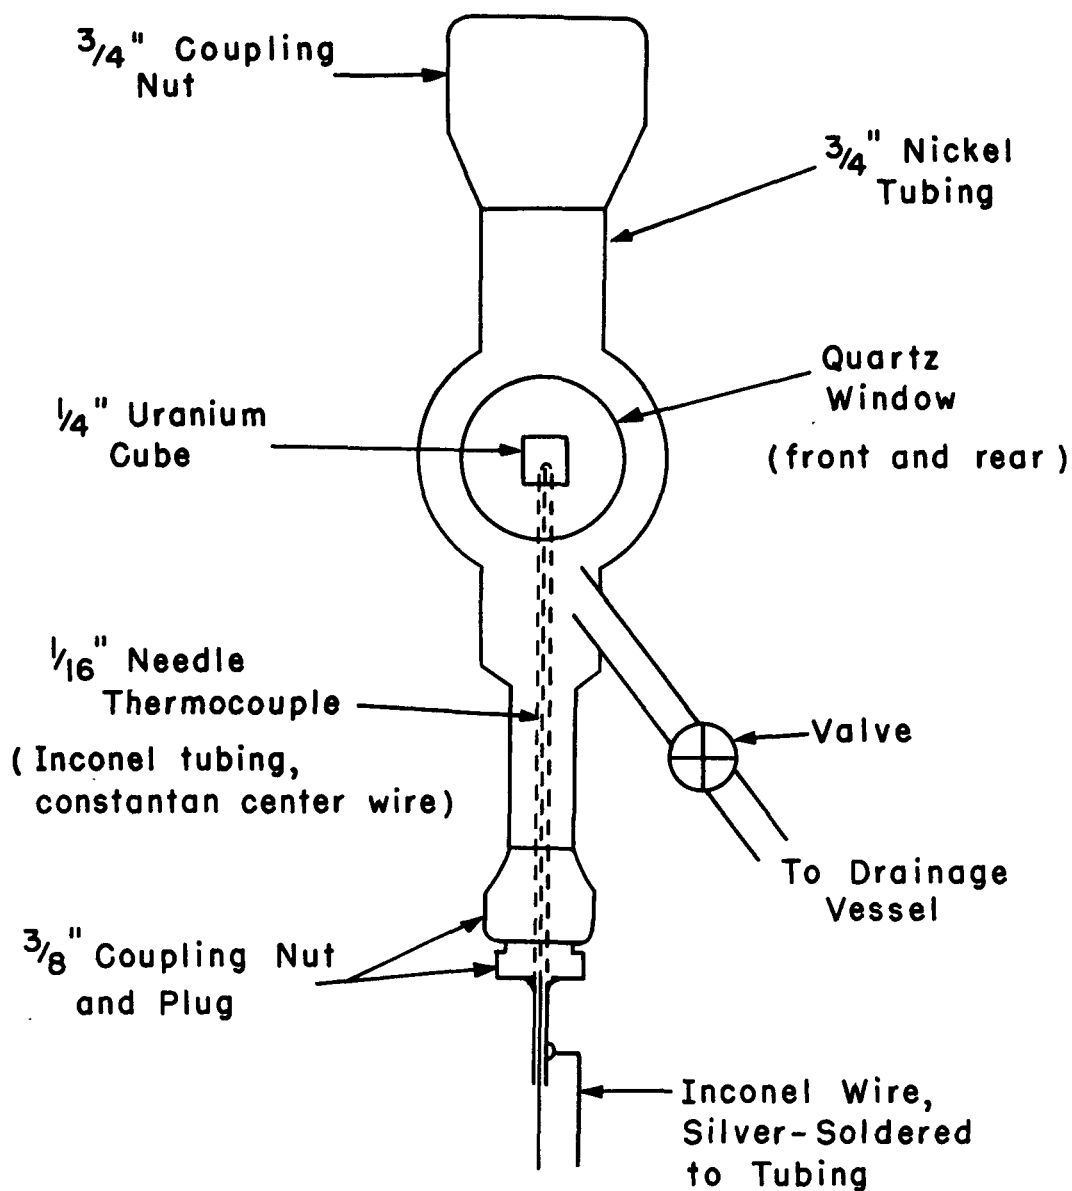 3/4" Coupling
Nut
3/4" Nickel
Tubing
Quartz
Window
(front and rear)
1/4" Uranium
Cube
1/16" Needle
Thermocouple
(Inconel tubing,
constantan center wire)
Valve
To Drainage
Vessel
3/8" Coupling Nut
and Plug
Inconel Wire,
Silver-Soldered
to Tubing